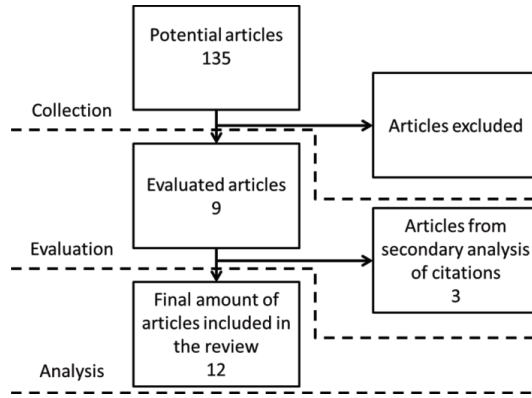 Potential articles
135
Collection
Articles excluded
Evaluated articles
9
Evaluation
Articles from
secondary analysis
of citations
3
Final amount of
articles included in
the review
12
Analysis